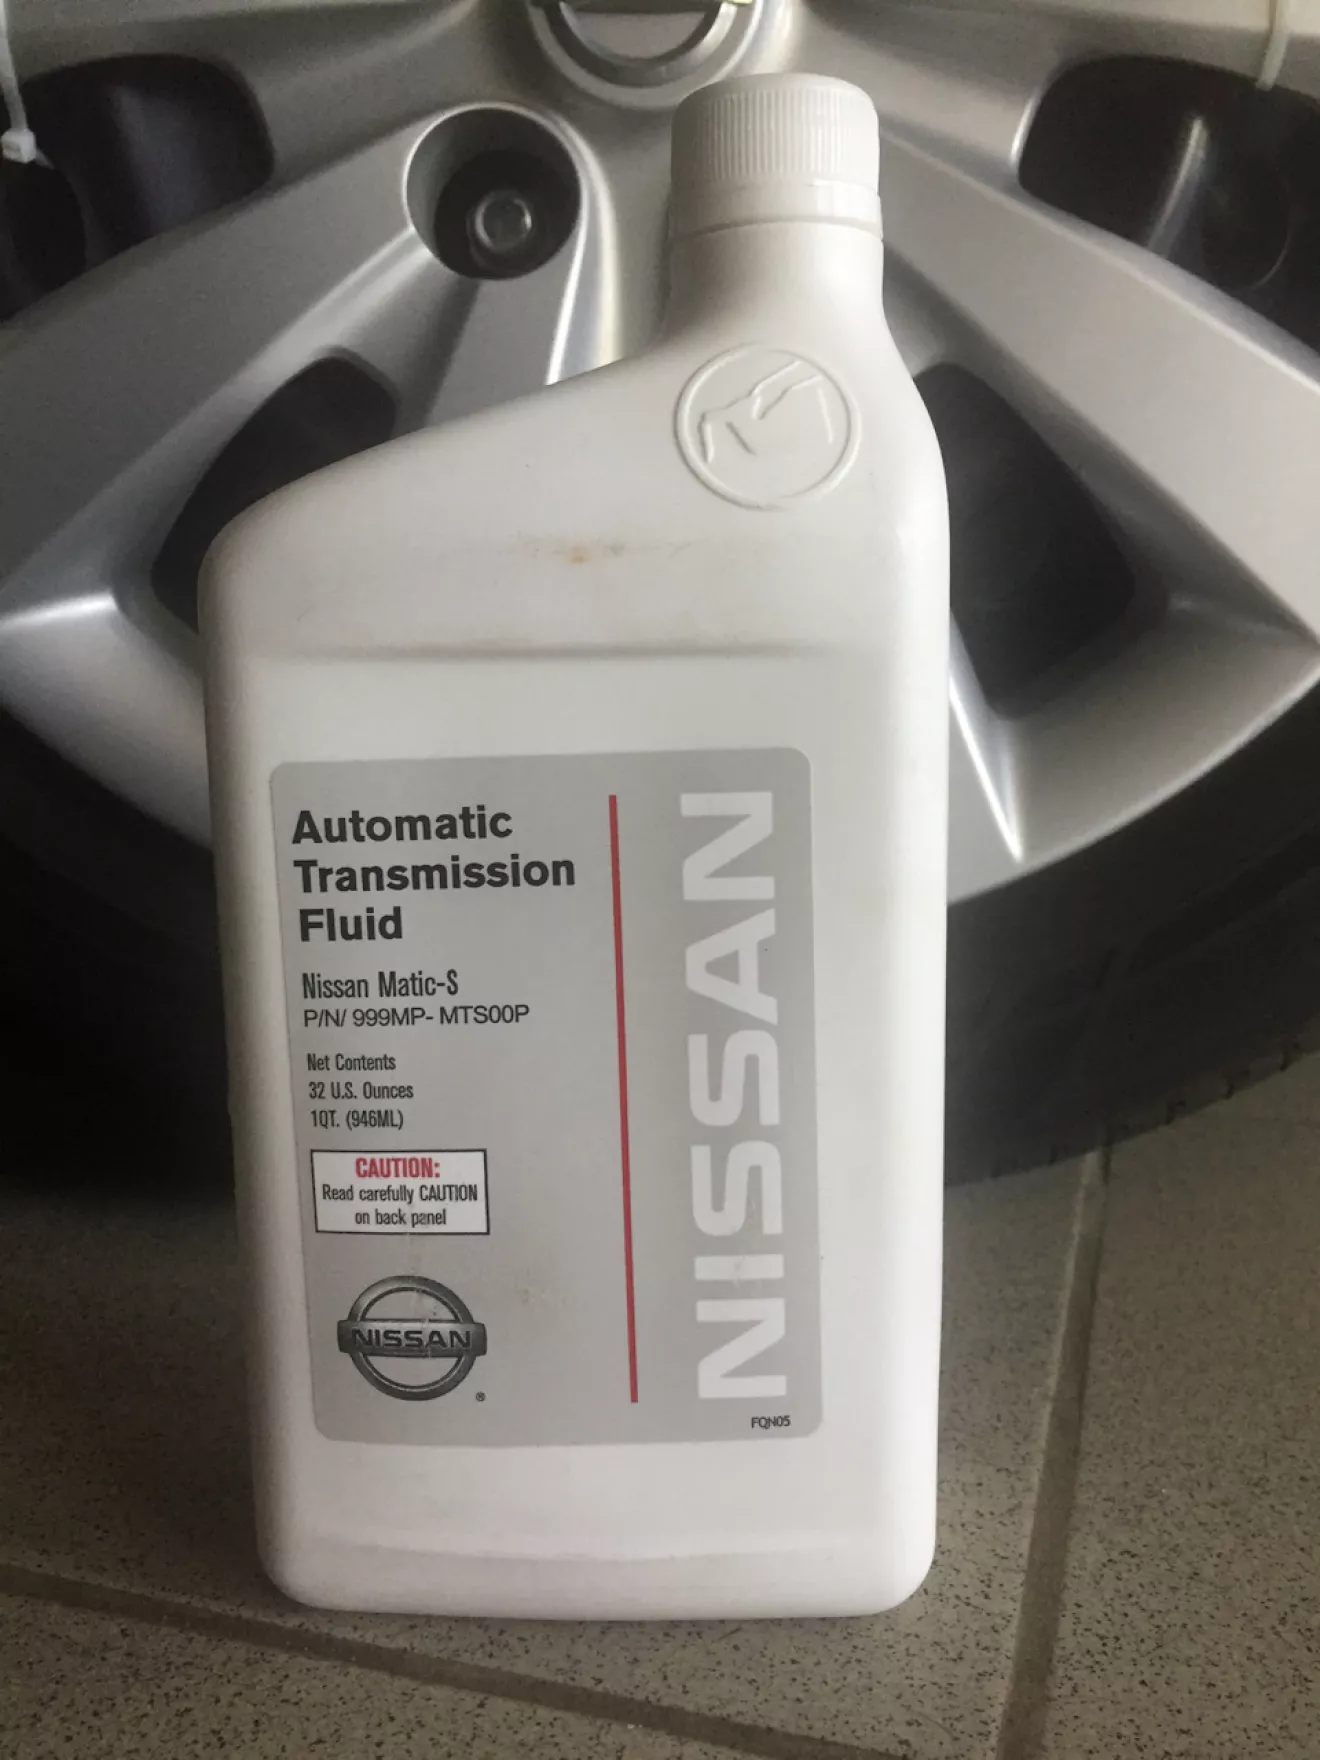 Automatic
Transmission
Fluid
Nissan Matic-S
P/N/ 999MP- MTS00P
Net Contents
32 U.S. Ounces
1QT. (946ML)
CAUTION:
Read carefully CAUTION
on back panel
NISSAN
®
NISSAN
FQN05